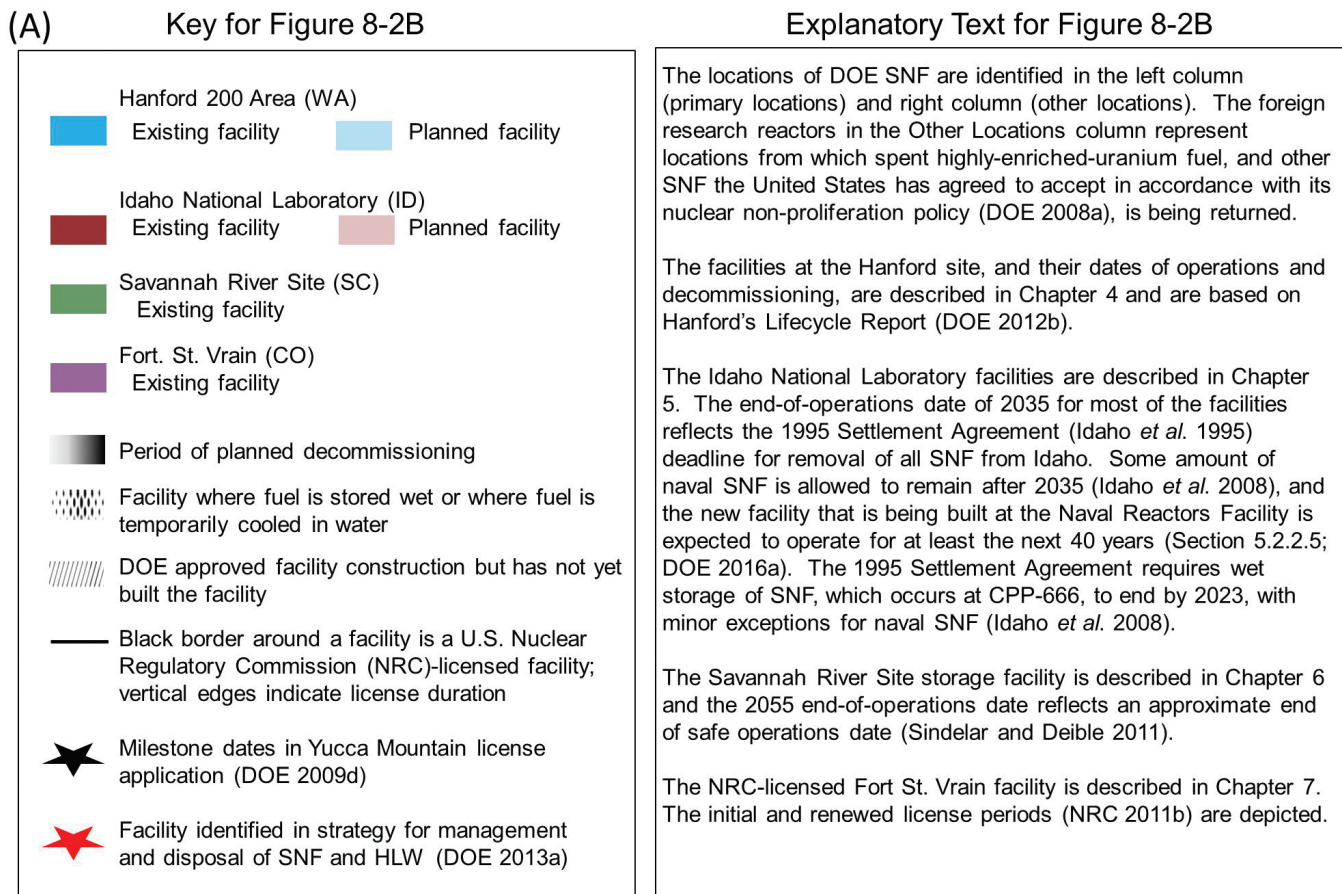 (A)
Key for Figure 8-2B
Hanford 200 Area (WA)
Existing facility
Planned facility
Idaho National Laboratory (ID)
Existing facility
Planned facility
Savannah River Site (SC)
Existing facility
Fort. St. Vrain (CO)
Existing facility
Period of planned decommissioning
Facility where fuel is stored wet or where fuel is
temporarily cooled in water
DOE approved facility construction but has not yet
built the facility
Black border around a facility is a U.S. Nuclear
Regulatory Commission (NRC)-licensed facility;
vertical edges indicate license duration
Milestone dates in Yucca Mountain license
application (DOE 2009d)
Facility identified in strategy for management
and disposal of SNF and HLW (DOE 2013a)
Explanatory Text for Figure 8-2B
The locations of DOE SNF are identified in the left column
(primary locations) and right column (other locations). The foreign
research reactors in the Other Locations column represent
locations from which spent highly-enriched-uranium fuel, and other
SNF the United States has agreed to accept in accordance with its
nuclear non-proliferation policy (DOE 2008a), is being returned.
The facilities at the Hanford site, and their dates of operations and
decommissioning, are described in Chapter 4 and are based on
Hanford's Lifecycle Report (DOE 2012b).
The Idaho National Laboratory facilities are described in Chapter
5. The end-of-operations date of 2035 for most of the facilities
reflects the 1995 Settlement Agreement (Idaho et al. 1995)
deadline for removal of all SNF from Idaho. Some amount of
naval SNF is allowed to remain after 2035 (Idaho et al. 2008), and
the new facility that is being built at the Naval Reactors Facility is
expected to operate for at least the next 40 years (Section 5.2.2.5;
DOE 2016a). The 1995 Settlement Agreement requires wet
storage of SNF, which occurs at CPP-666, to end by 2023, with
minor exceptions for naval SNF (Idaho et al. 2008).
The Savannah River Site storage facility is described in Chapter 6
and the 2055 end-of-operations date reflects an approximate end
of safe operations date (Sindelar and Deible 2011).
The NRC-licensed Fort St. Vrain facility is described in Chapter 7.
The initial and renewed license periods (NRC 2011b) are depicted.